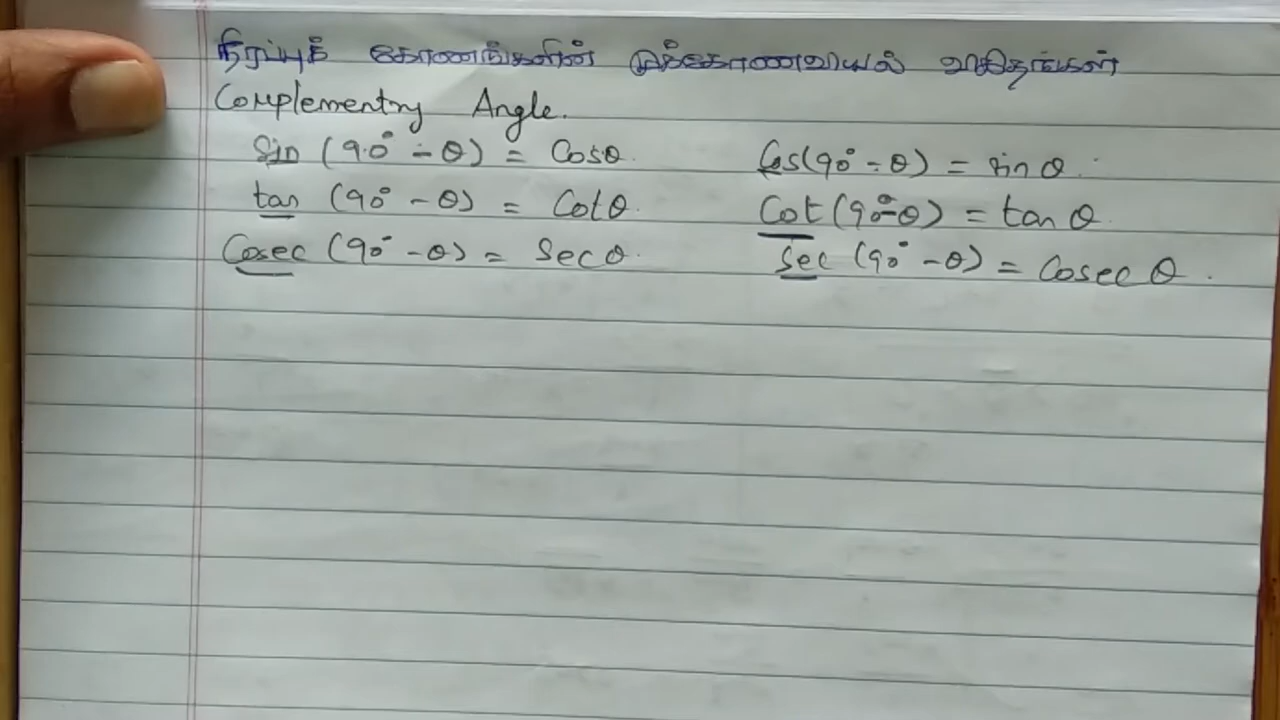 நிரப்புக் கோணங்களின் முக்கோணவியல் விகிதங்கள்
Complementry Angle.
Sin (90° - θ) = Cosθ. Cos(90° - θ) = sin θ.
tan (90° - θ) = Cotθ. Cot (90°-θ) = tan θ.
Cosec (90° - θ) = Sec θ. Sec (90° - θ) = Cosec θ.